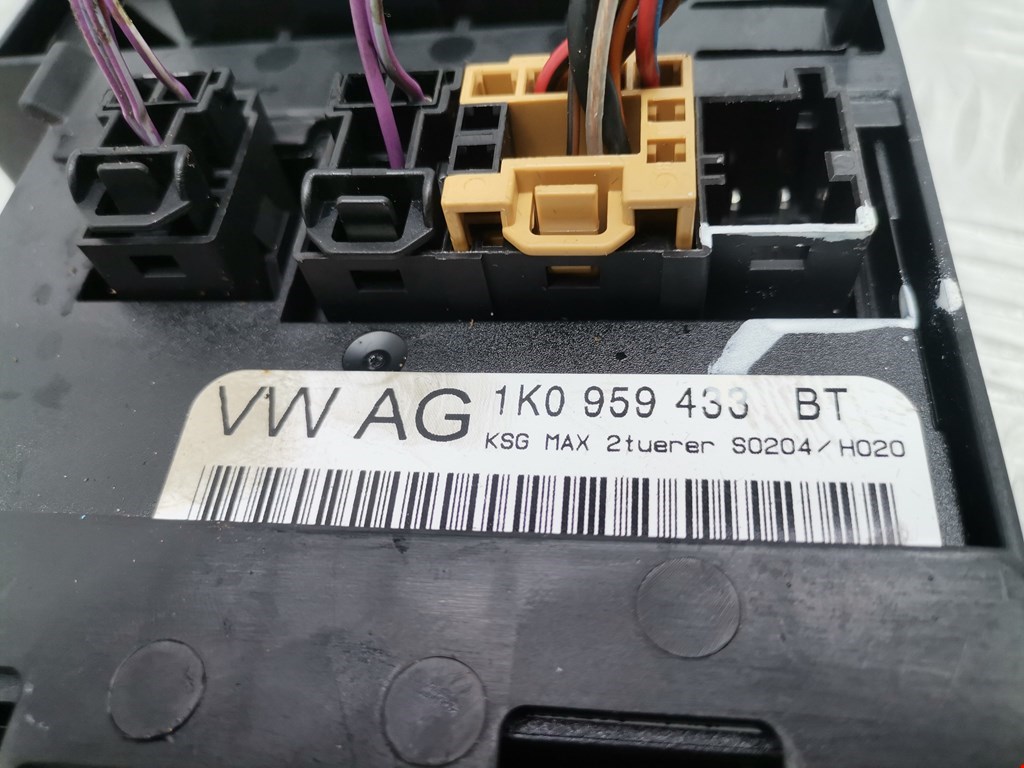 VW AG 1K0 959 433 BT
KSG MAX 2tuerer S0204/H020